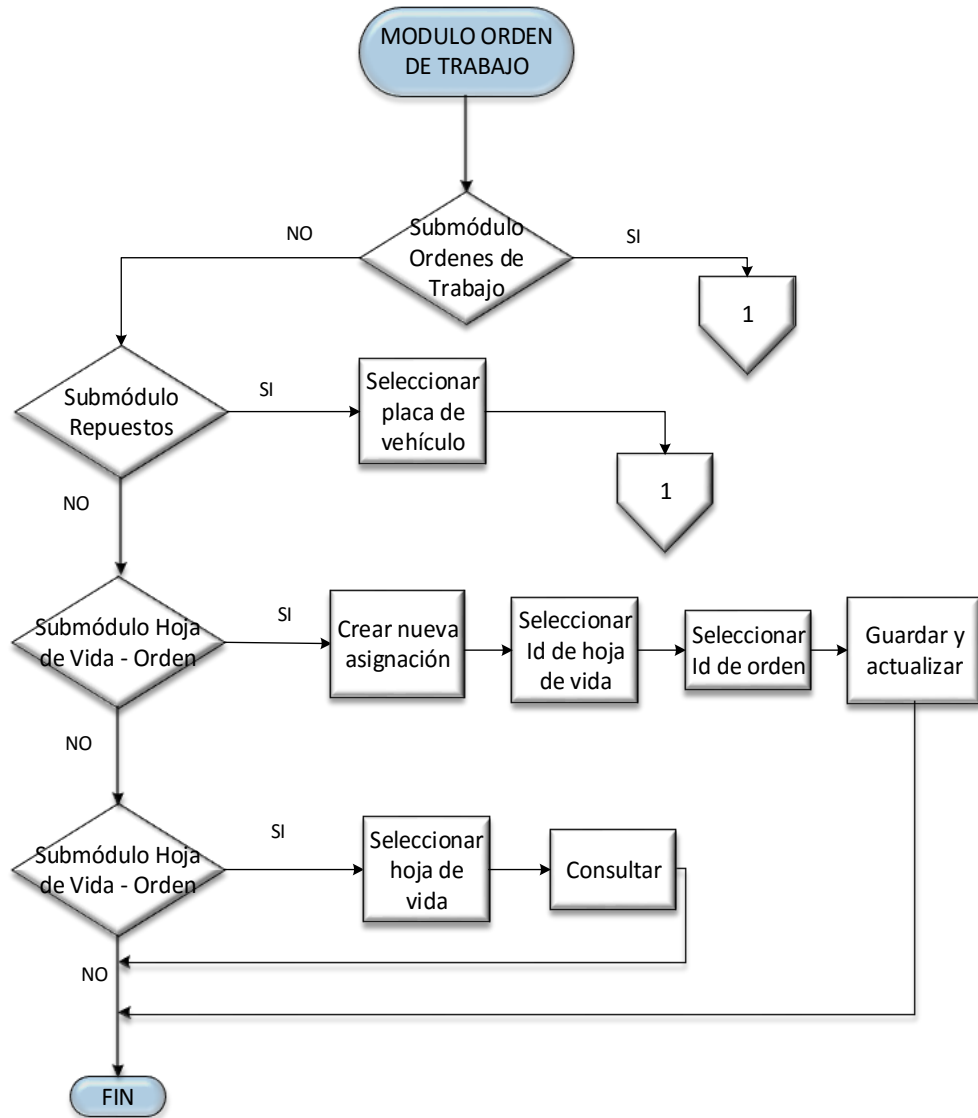 MODULO ORDEN
DE TRABAJO
Submódulo
Ordenes de
Trabajo
NO
SI
1
Submódulo
Repuestos
SI
Seleccionar
placa de
vehículo
1
NO
Submódulo Hoja
de Vida - Orden
SI
Crear nueva
asignación
Seleccionar
Id de hoja
de vida
Seleccionar
Id de orden
Guardar y
actualizar
NO
Submódulo Hoja
de Vida - Orden
SI
Seleccionar
hoja de
vida
Consultar
NO
FIN